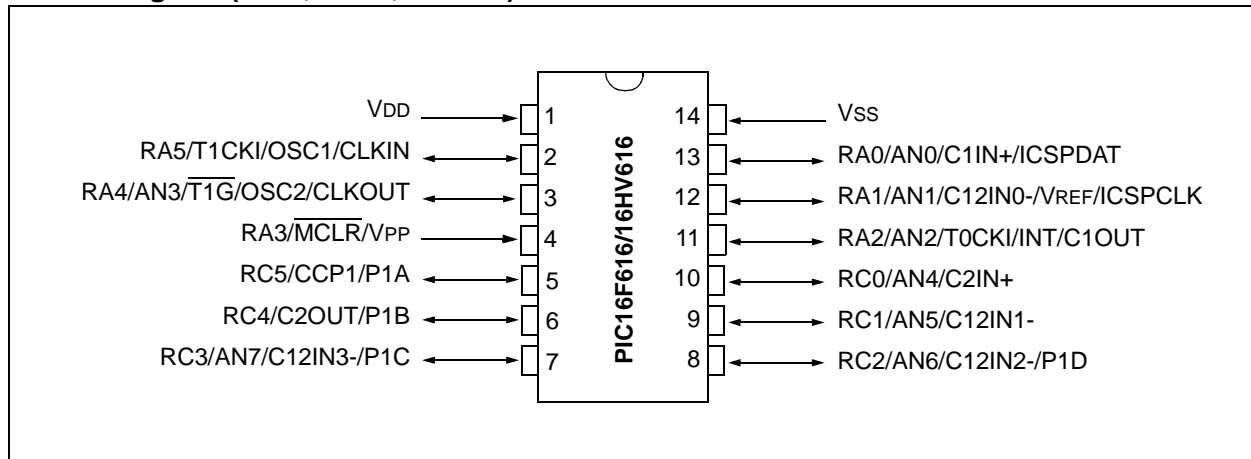 VDD 1 14 VSS
RA5/T1CKI/OSC1/CLKIN 2 13 RA0/AN0/C1IN+/ICSPDAT
RA4/AN3/T1G/OSC2/CLKOUT 3 12 RA1/AN1/C12IN0-/VREF/ICSPCLK
RA3/MCLR/VPP 4 11 RA2/AN2/T0CKI/INT/C1OUT
RC5/CCP1/P1A 5 10 RC0/AN4/C2IN+
RC4/C2OUT/P1B 6 9 RC1/AN5/C12IN1-
RC3/AN7/C12IN3-/P1C 7 8 RC2/AN6/C12IN2-/P1D
PIC16F616/16HV616